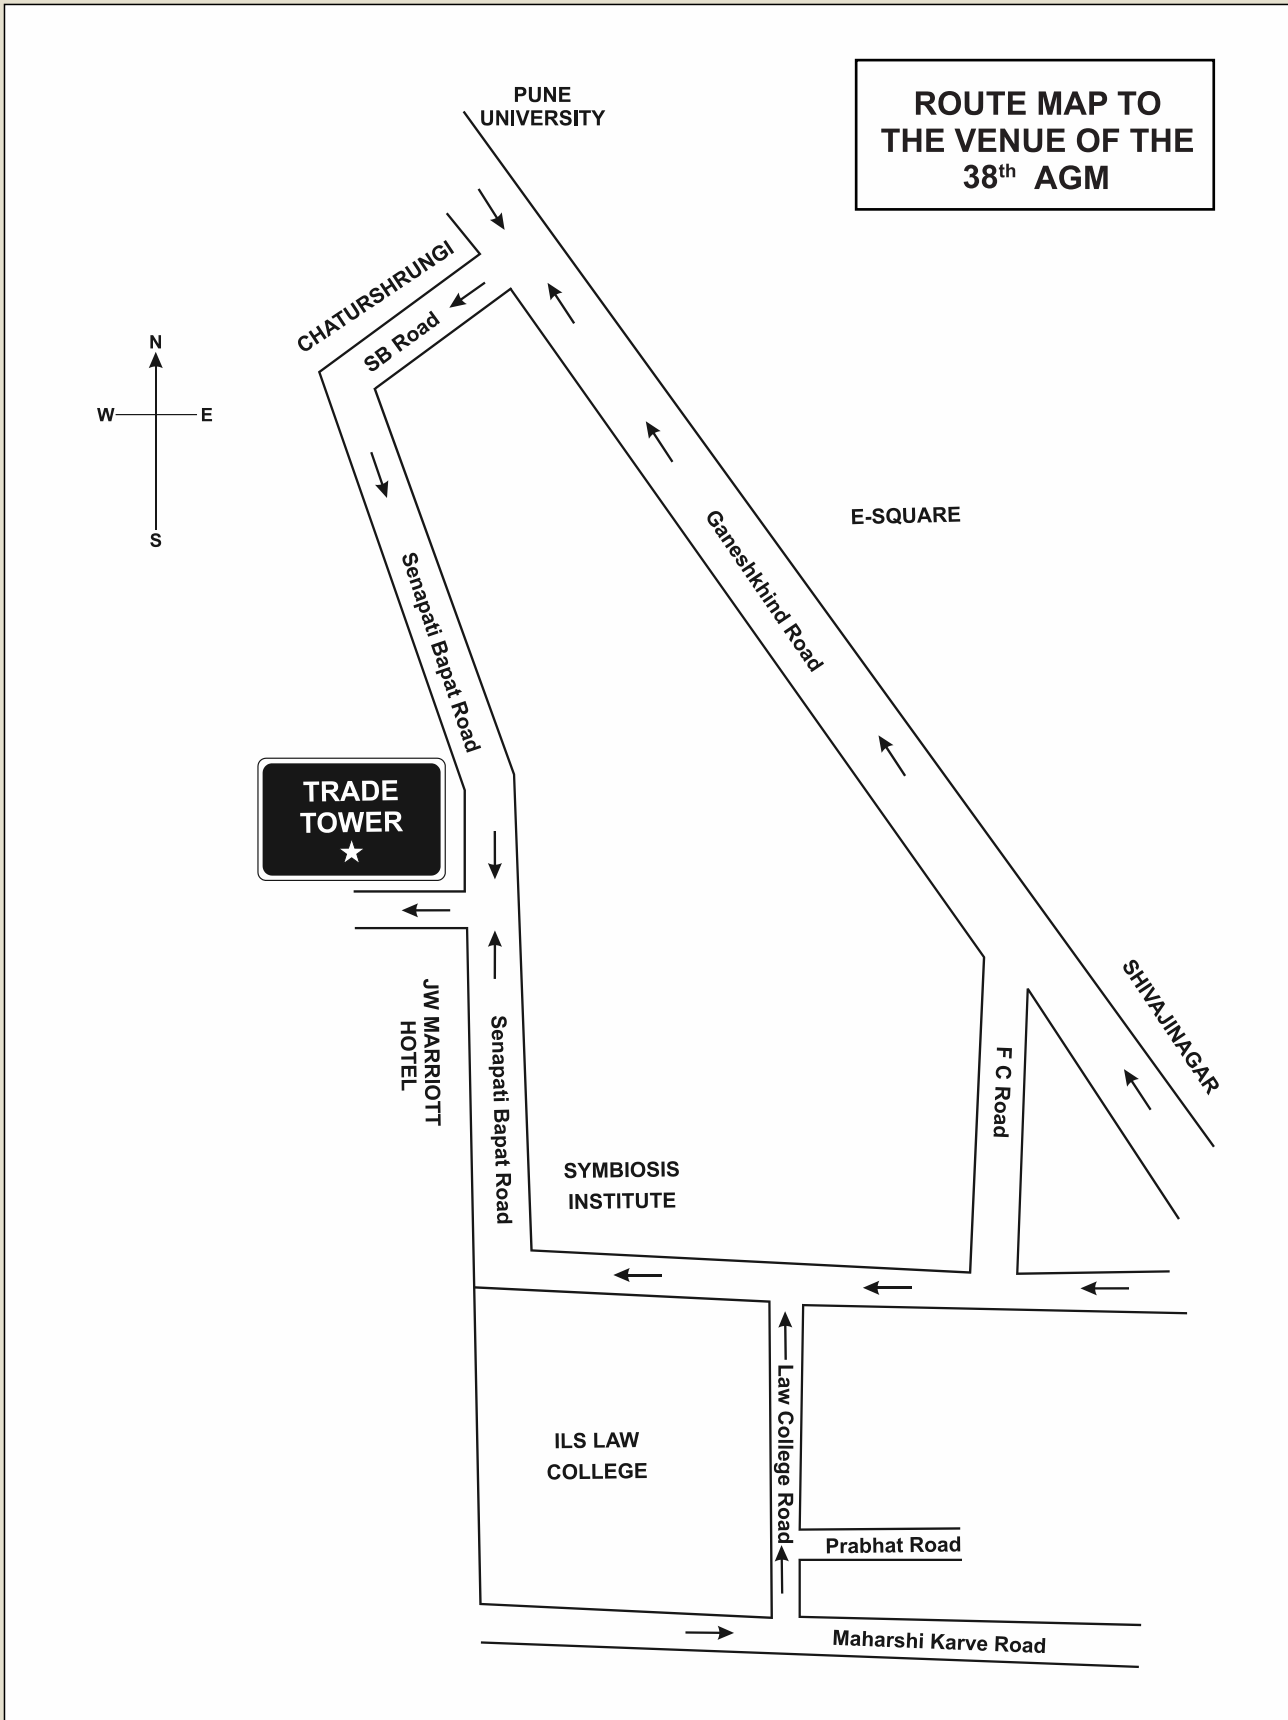 PUNE
UNIVERSITY
ROUTE MAP TO
THE VENUE OF THE
38th AGM
CHATURSHRUNGI
SB Road
N
W
E
S
E-SQUARE
Ganeshkhind Road
Senapati Bapat Road
TRADE
TOWER
SHIVAJINAGAR
JW MARRIOTT
HOTEL
Senapati Bapat Road
F C Road
SYMBIOSIS
INSTITUTE
Law College Road
ILS LAW
COLLEGE
Prabhat Road
Maharshi Karve Road